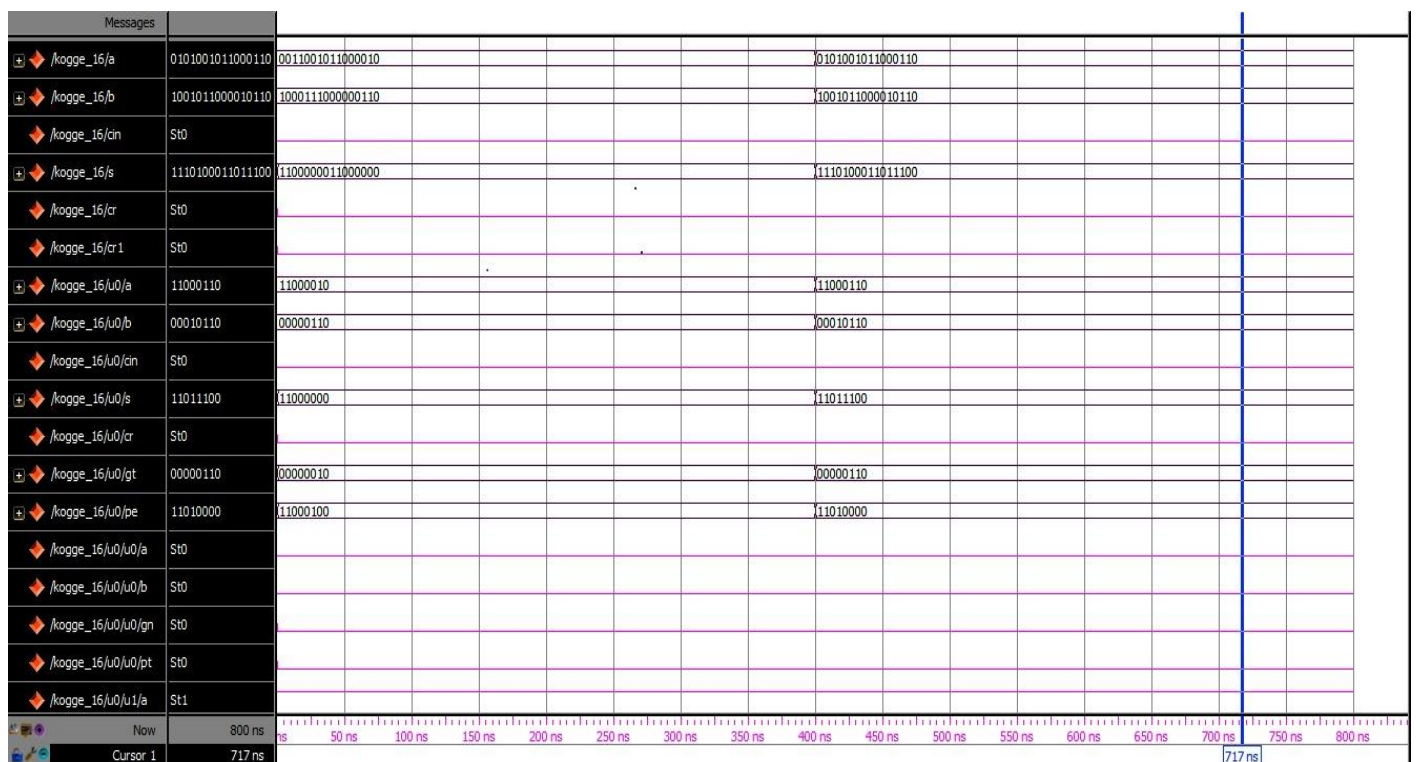 Messages
/kogge_16/a 0101001011000110 0011001011000010 0101001011000110
/kogge_16/b 1001011000010110 1000111000000110 1001011000010110
/kogge_16/cin St0
/kogge_16/s 1110100011011100 1100000011000000 1110100011011100
/kogge_16/cr St0
/kogge_16/cr1 St0
/kogge_16/u0/a 11000110 11000010 11000110
/kogge_16/u0/b 00010110 00000110 00010110
/kogge_16/u0/cin St0
/kogge_16/u0/s 11011100 11000000 11011100
/kogge_16/u0/cr St0
/kogge_16/u0/gt 00000110 00000010 00000110
/kogge_16/u0/pe 11010000 11000100 11010000
/kogge_16/u0/u0/a St0
/kogge_16/u0/u0/b St0
/kogge_16/u0/u0/gn St0
/kogge_16/u0/u0/pt St0
/kogge_16/u0/u1/a St1
Now 800 ns ns 50 ns 100 ns 150 ns 200 ns 250 ns 300 ns 350 ns 400 ns 450 ns 500 ns 550 ns 600 ns 650 ns 700 ns 750 ns 800 ns
Cursor 1 717 ns 717 ns